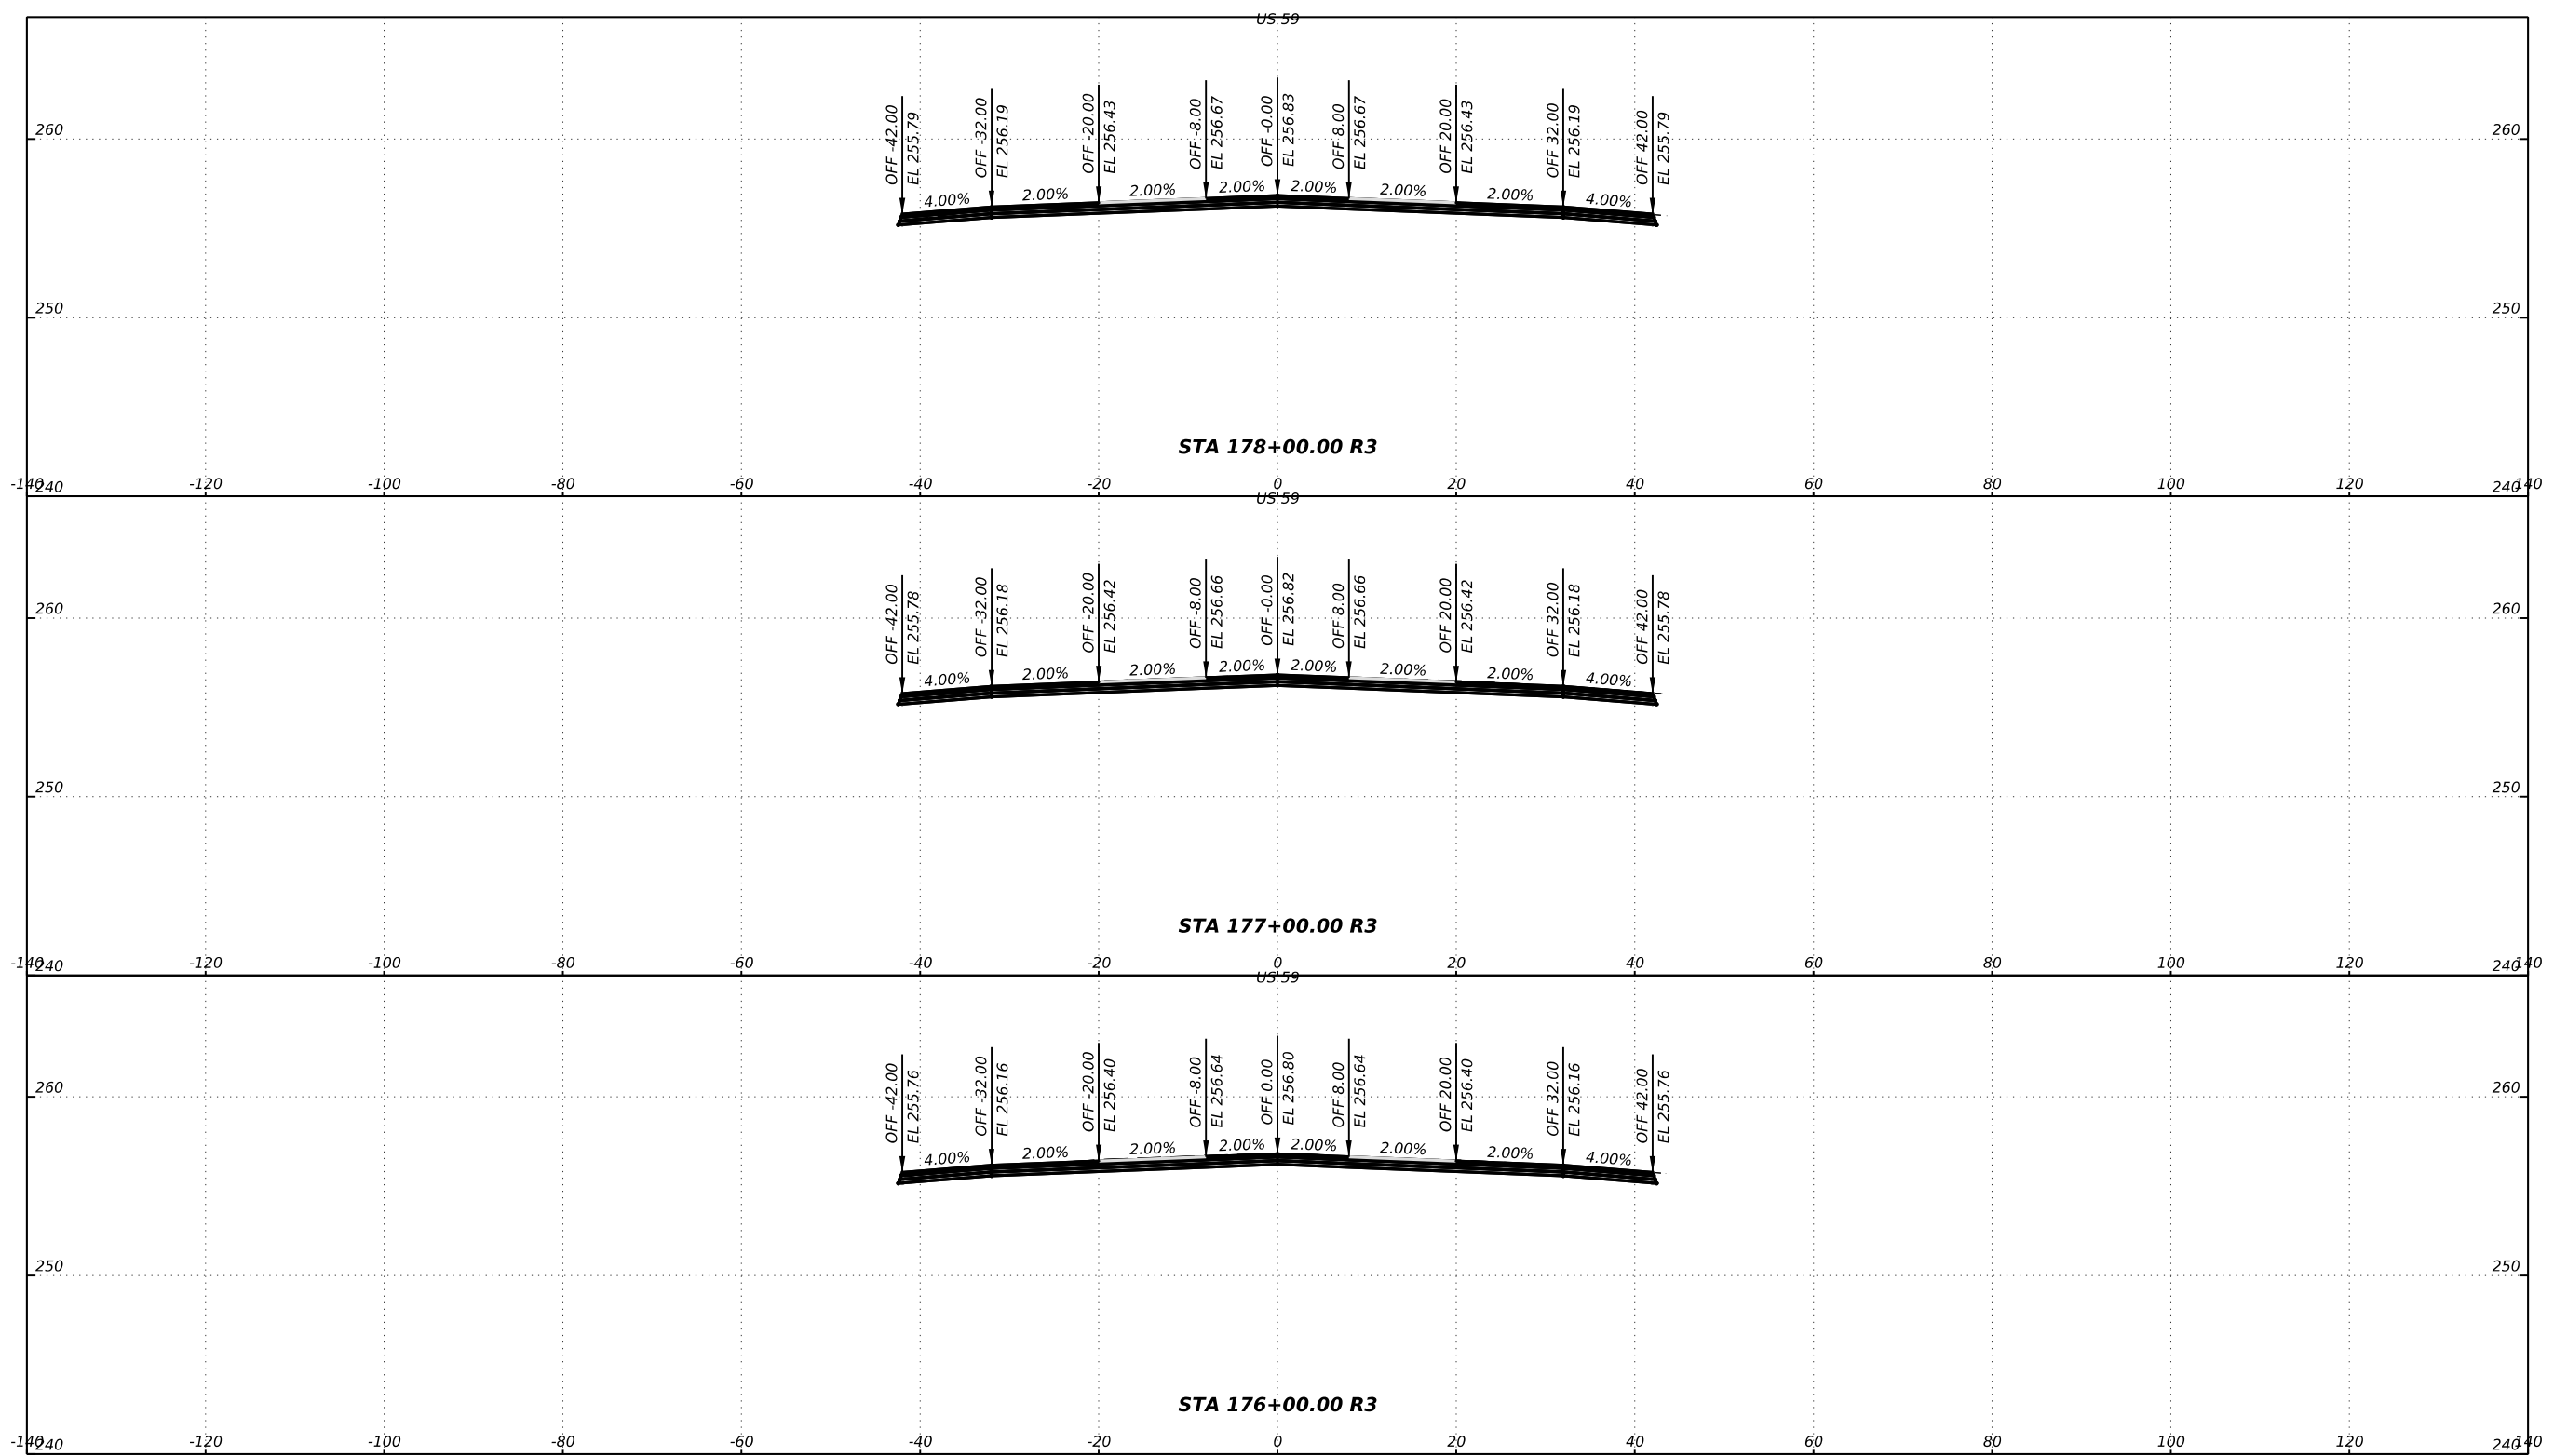 US 59
OFF -42.00
EL 255.79
OFF -32.00
EL 256.19
OFF -20.00
EL 256.43
OFF -8.00
EL 256.67
OFF -0.00
EL 256.83
OFF 8.00
EL 256.67
OFF 20.00
EL 256.43
OFF 32.00
EL 256.19
OFF 42.00
EL 255.79
260 260
4.00% 2.00% 2.00% 2.00% 2.00% 2.00% 2.00% 4.00%
250 250
STA 178+00.00 R3
-140 -120 -100 -80 -60 -40 -20 0 20 40 60 80 100 120 140
240 240
US 59
OFF -42.00
EL 255.78
OFF -32.00
EL 256.18
OFF -20.00
EL 256.42
OFF -8.00
EL 256.66
OFF -0.00
EL 256.82
OFF 8.00
EL 256.66
OFF 20.00
EL 256.42
OFF 32.00
EL 256.18
OFF 42.00
EL 255.78
260 260
4.00% 2.00% 2.00% 2.00% 2.00% 2.00% 2.00% 4.00%
250 250
STA 177+00.00 R3
-140 -120 -100 -80 -60 -40 -20 0 20 40 60 80 100 120 140
240 240
US 59
OFF -42.00
EL 255.76
OFF -32.00
EL 256.16
OFF -20.00
EL 256.40
OFF -8.00
EL 256.64
OFF 0.00
EL 256.80
OFF 8.00
EL 256.64
OFF 20.00
EL 256.40
OFF 32.00
EL 256.16
OFF 42.00
EL 255.76
260 260
4.00% 2.00% 2.00% 2.00% 2.00% 2.00% 2.00% 4.00%
250 250
STA 176+00.00 R3
-140 -120 -100 -80 -60 -40 -20 0 20 40 60 80 100 120 140
240 240